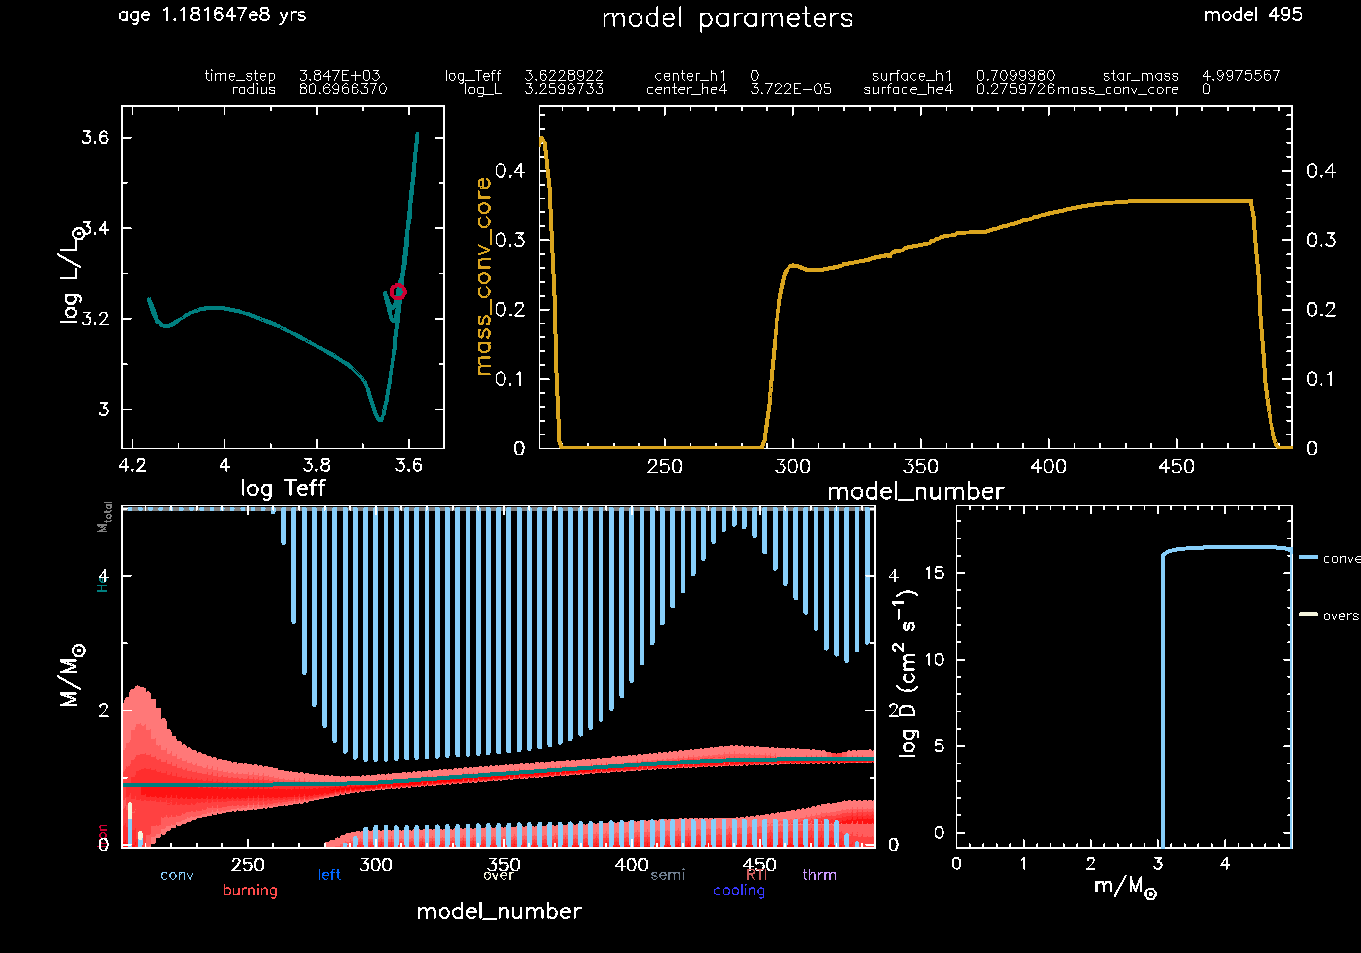 age 1.181647e8 yrs model parameters model 495
time_step 3.847E+03 log_Teff 3.6228922 center_h1 0 surface_h1 0.7099980 star_mass 4.9975567
radius 80.6966370 log_L 3.2599733 center_he4 3.722E-05 surface_he4 0.2759726 mass_conv_core 0
log L/L⊙
3.6
3.4
3.2
3
4.2 4 3.8 3.6
log Teff
mass_conv_core
0.4 0.4
0.3 0.3
0.2 0.2
0.1 0.1
0 0
250 300 350 400 450
model_number
Mtotal
M/M⊙
4 4
2 2
0 0
250 300 350 400 450
conv left over semi RTI thrm
burning cooling
model_number
log D (cm² s⁻¹)
15
10
5
0
0 1 2 3 4
m/M⊙
conve
overs